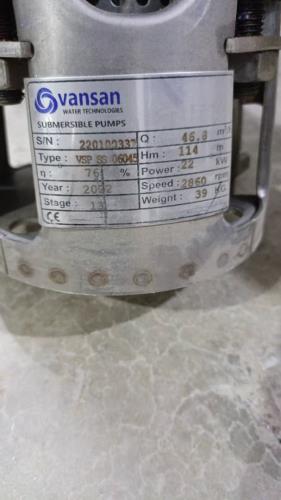 vansan
WATER TECHNOLOGIES
SUBMERSIBLE PUMPS
S/N : 220100337 Q : 46,8 m³/h
Type : VSP SS 06045 Hm : 114 m
η : 76 % Power : 22 kW
Year : 2022 Speed : 2860 rpm
Stage : 13 Weight : 39 KG
CE